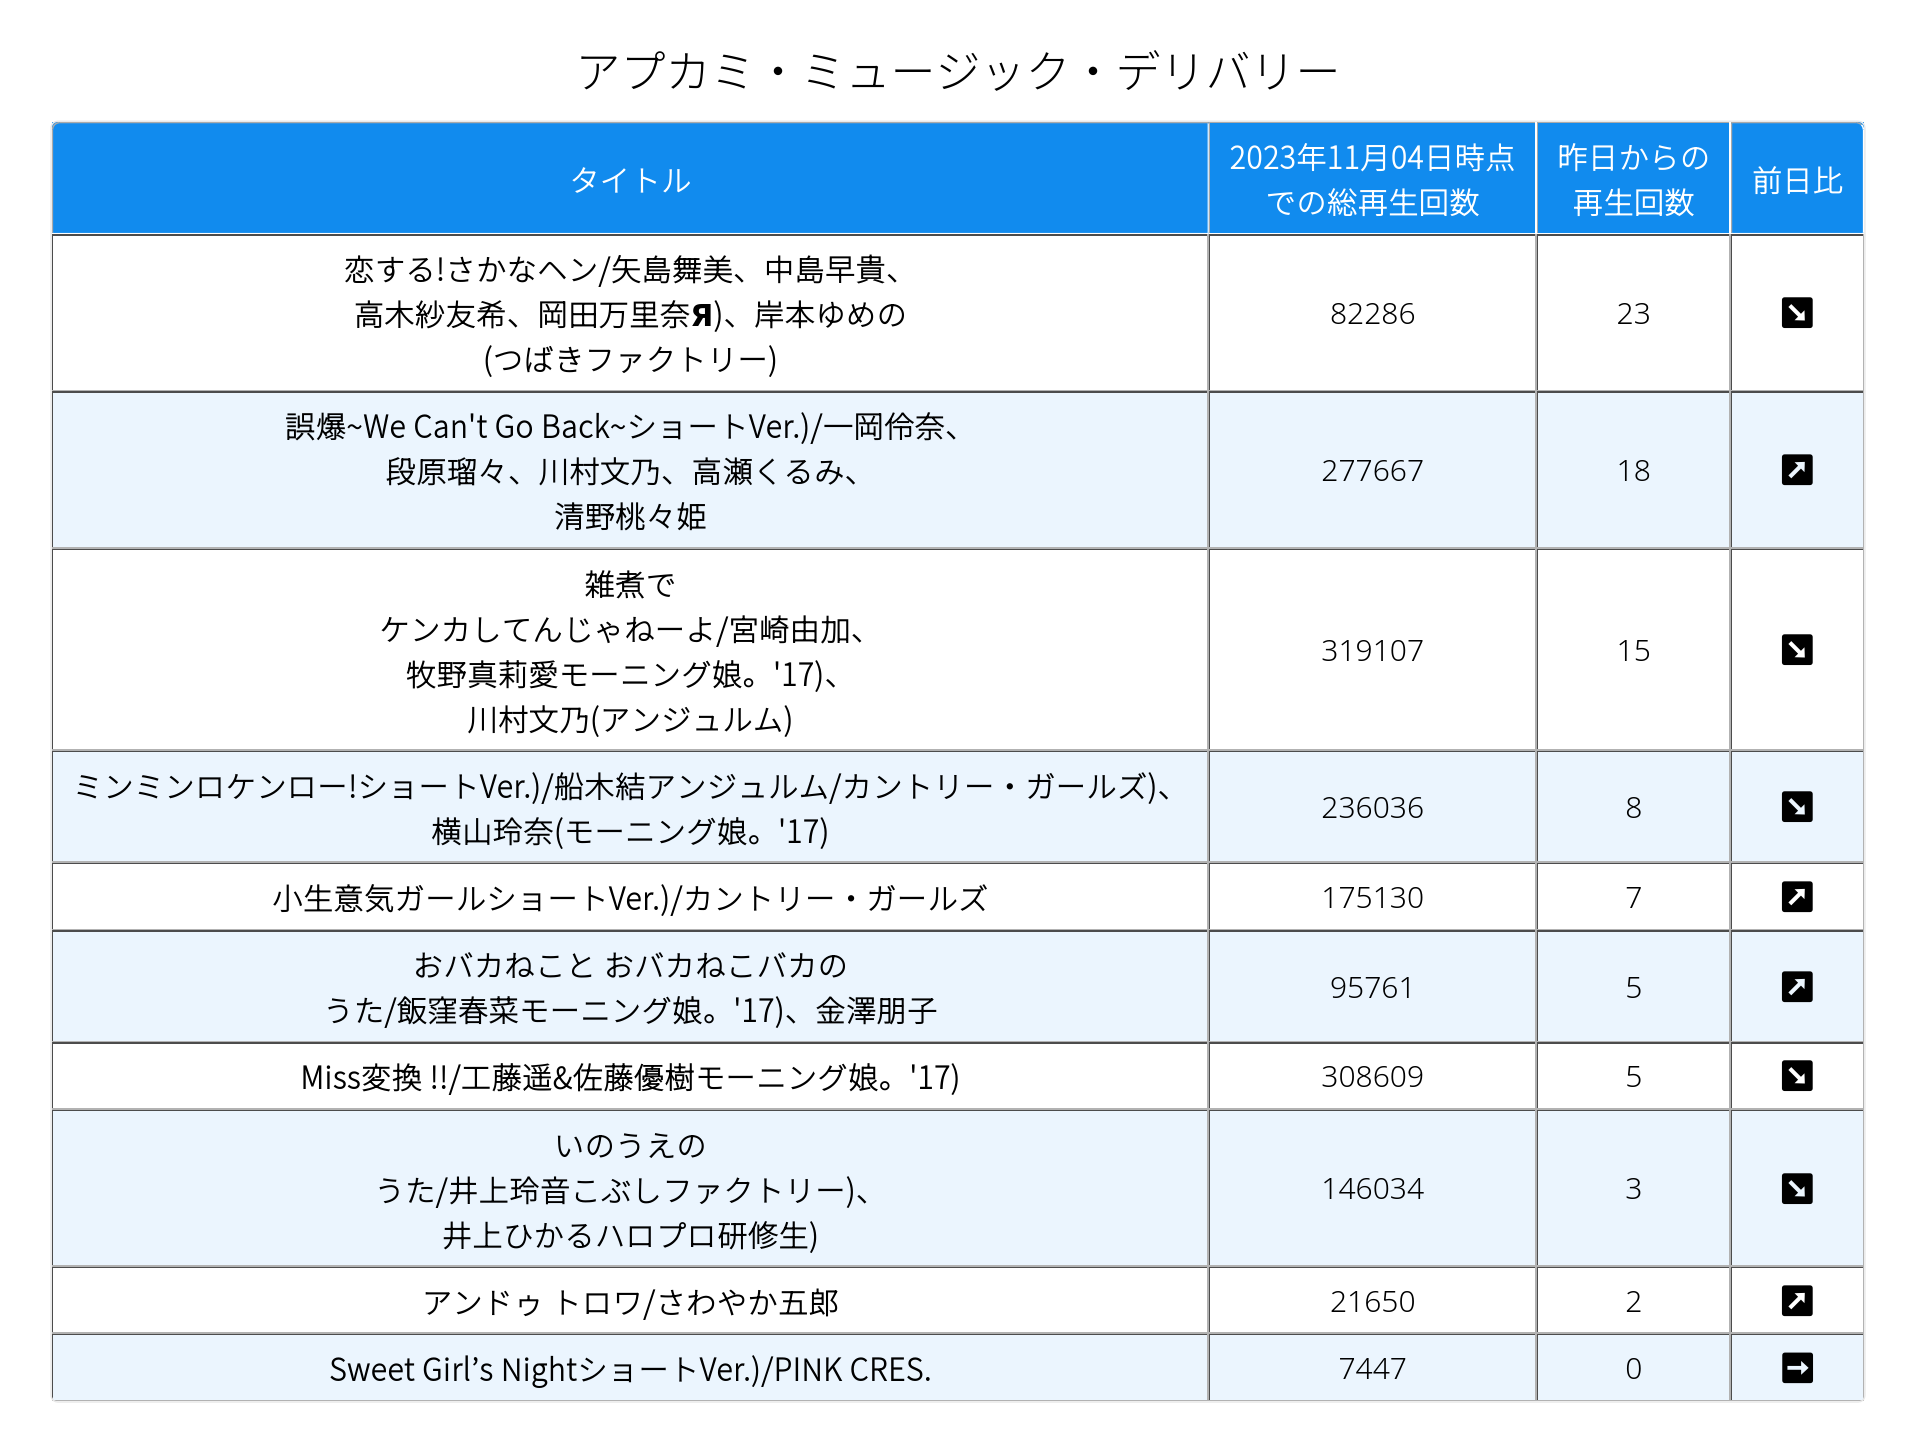 アプカミ・ミュージック・デリバリー
タイトル
2023年11月04日時点
での総再生回数
昨日からの
再生回数
前日比
恋する!さかなヘン/矢島舞美、中島早貴、
高木紗友希、岡田万里奈Я)、岸本ゆめの
(つばきファクトリー)
82286
23
誤爆~We Can't Go Back~ショートVer.)/一岡伶奈、
段原瑠々、川村文乃、高瀬くるみ、
清野桃々姫
277667
18
雑煮で
ケンカしてんじゃねーよ/宮崎由加、
牧野真莉愛モーニング娘。'17)、
川村文乃(アンジュルム)
319107
15
ミンミンロケンロー!ショートVer.)/船木結アンジュルム/カントリー・ガールズ)、
横山玲奈(モーニング娘。'17)
236036
8
小生意気ガールショートVer.)/カントリー・ガールズ
175130
7
おバカねこと おバカねこバカの
うた/飯窪春菜モーニング娘。'17)、金澤朋子
95761
5
Miss変換 !!/工藤遥&佐藤優樹モーニング娘。'17)
308609
5
いのうえの
うた/井上玲音こぶしファクトリー)、
井上ひかるハロプロ研修生)
146034
3
アンドゥ トロワ/さわやか五郎
21650
2
Sweet Girl’s NightショートVer.)/PINK CRES.
7447
0